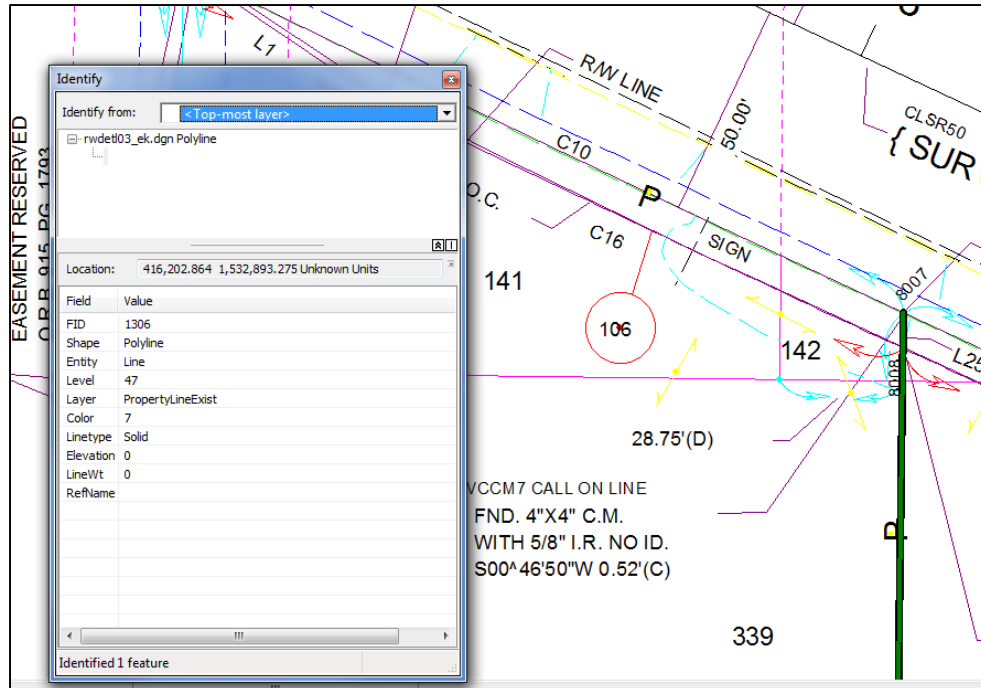 Identify
Identify from: <Top-most layer>
rwdetl03_ek.dgn Polyline
Location: 416,202.864 1,532,893.275 Unknown Units
Field Value
FID 1306
Shape Polyline
Entity Line
Level 47
Layer PropertyLineExist
Color 7
Linetype Solid
Elevation 0
LineWt 0
RefName
Identified 1 feature
EASEMENT RESERVED
O.R.B. 915, PG. 1793
L1
R/W LINE
50.00'
CLSR50
{ SUR
C10
P
O.C.
C16
SIGN
8007
141
106
142
8008
L25
28.75'(D)
VCCM7 CALL ON LINE
FND. 4"X4" C.M.
WITH 5/8" I.R. NO ID.
S00^46'50"W 0.52'(C)
339